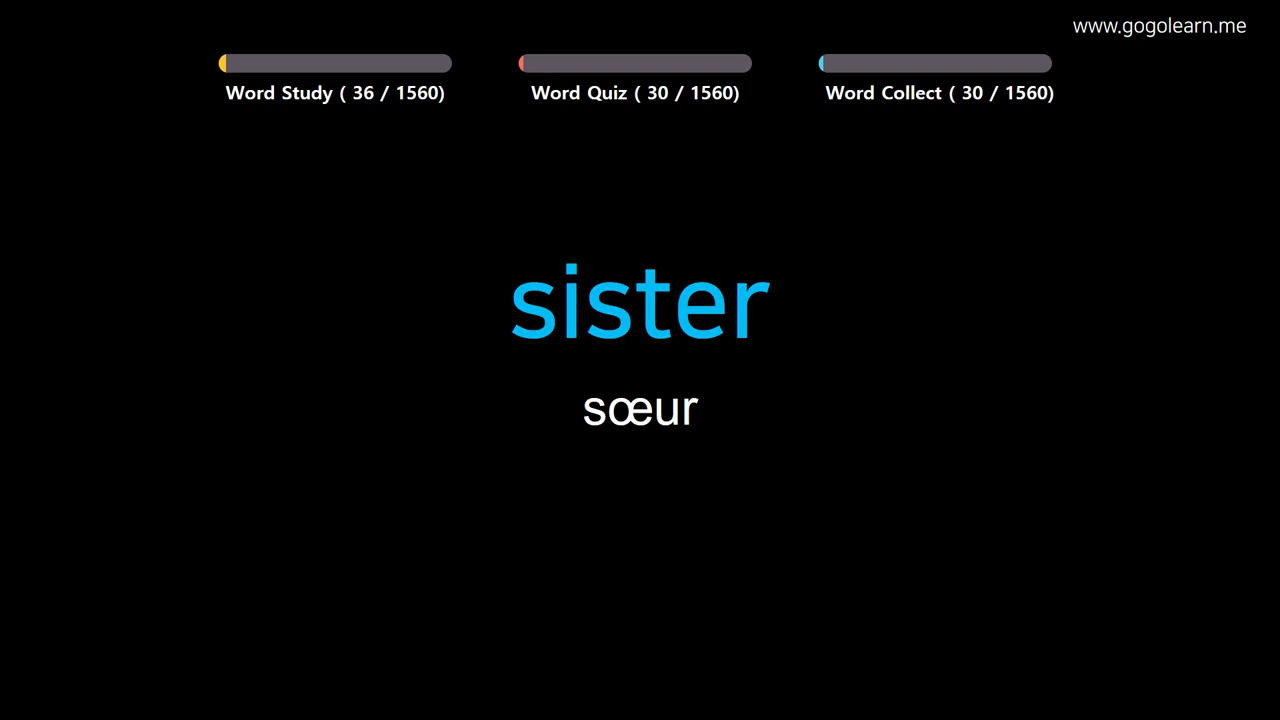 www.gogolearn.me
Word Study ( 36 / 1560)
Word Quiz ( 30 / 1560)
Word Collect ( 30 / 1560)
sister
sœur